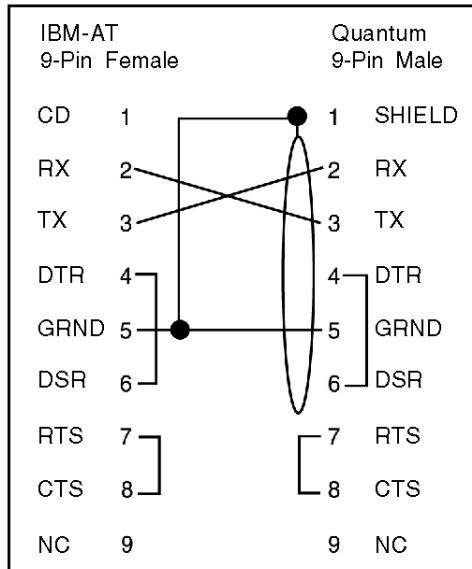 IBM-AT Quantum
9-Pin Female 9-Pin Male
CD 1 1 SHIELD
RX 2 2 RX
TX 3 3 TX
DTR 4 4 DTR
GRND 5 5 GRND
DSR 6 6 DSR
RTS 7 7 RTS
CTS 8 8 CTS
NC 9 9 NC